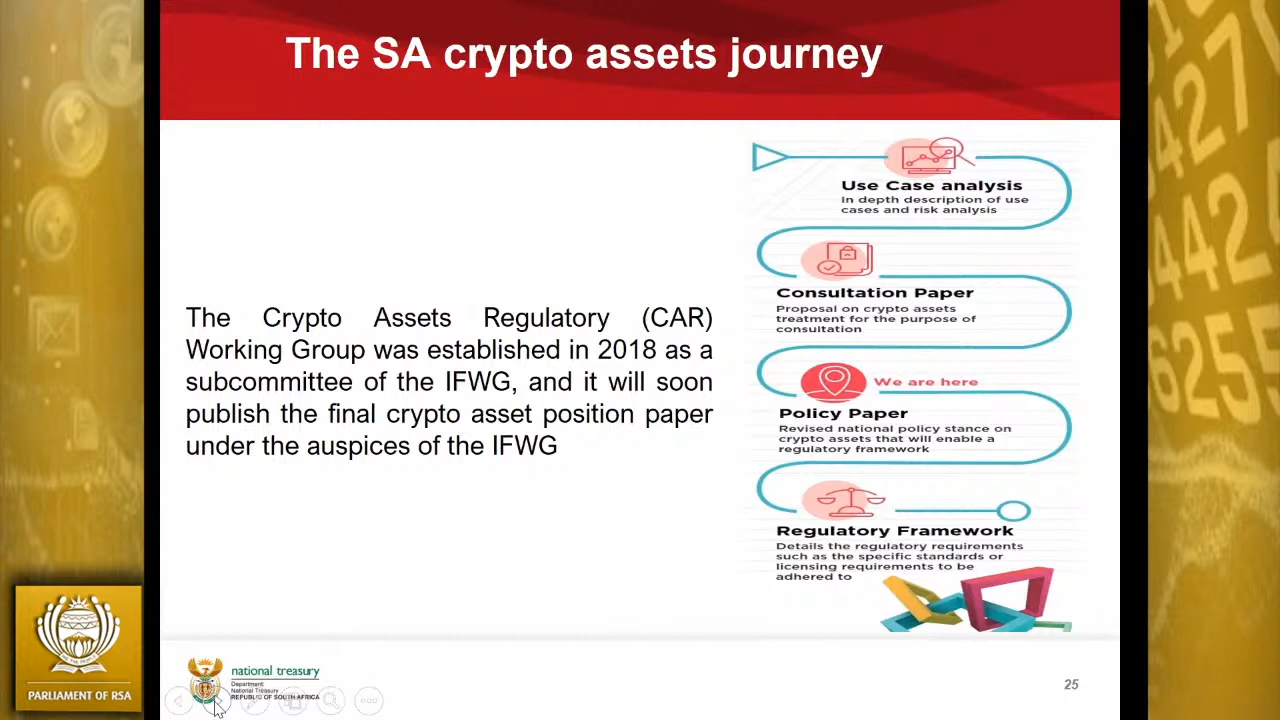 The SA crypto assets journey
The Crypto Assets Regulatory (CAR)
Working Group was established in 2018 as a
subcommittee of the IFWG, and it will soon
publish the final crypto asset position paper
under the auspices of the IFWG
Use Case analysis
In depth description of use
cases and risk analysis
Consultation Paper
Proposal on crypto assets
treatment for the purpose of
consultation
We are here
Policy Paper
Revised national policy stance on
crypto assets that will enable a
regulatory framework
Regulatory Framework
Details the regulatory requirements
such as the specific standards or
licensing requirements to be
adhered to
national treasury
Department
National Treasury
REPUBLIC OF SOUTH AFRICA
25
PARLIAMENT OF RSA